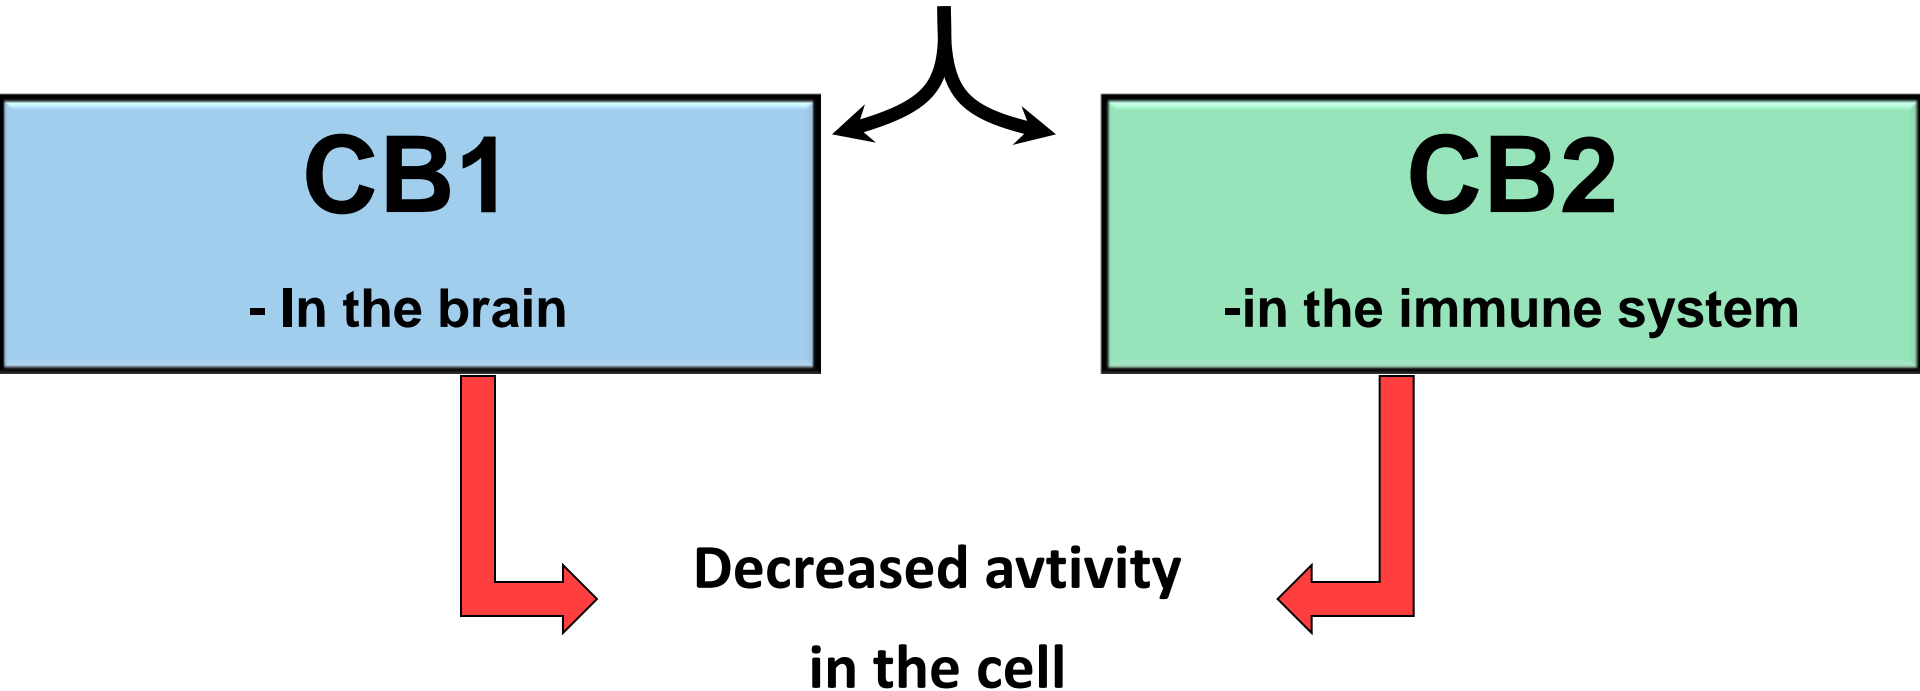 CB1
- In the brain
CB2
-in the immune system
Decreased avtivity
in the cell